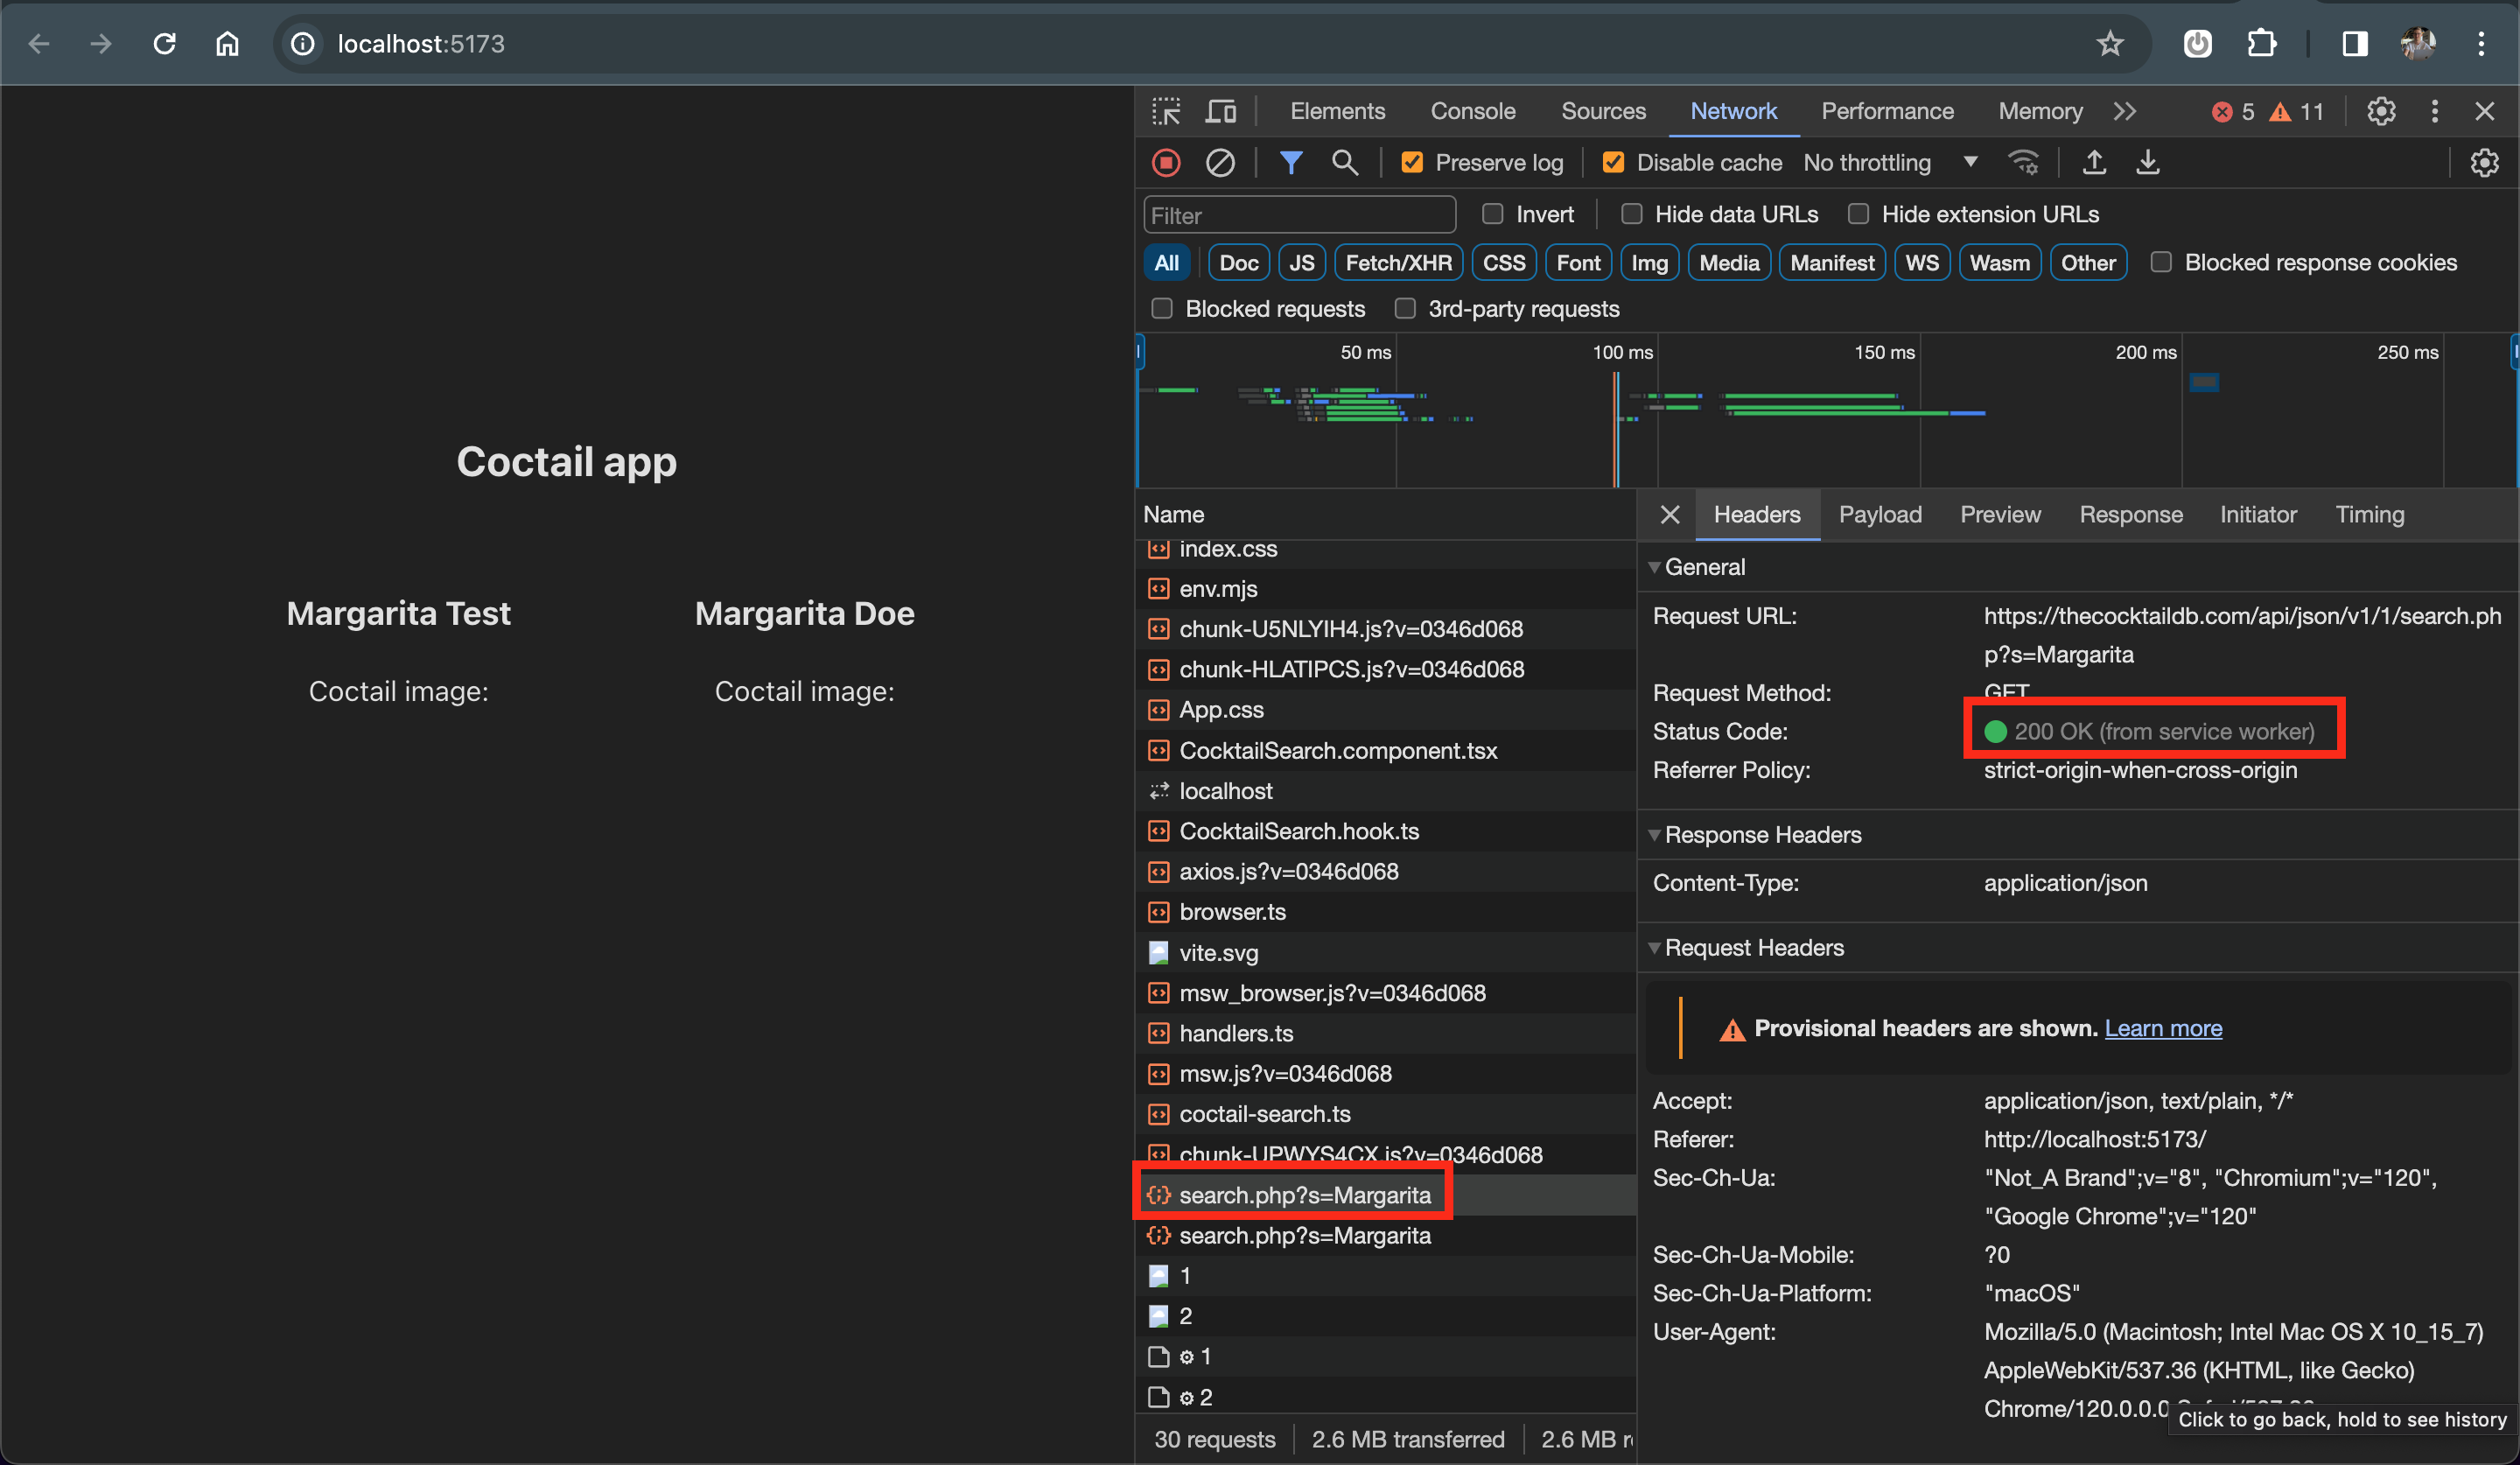 localhost:5173
Elements Console Sources Network Performance Memory 5 11
Preserve log Disable cache No throttling
Filter Invert Hide data URLs Hide extension URLs
All Doc JS Fetch/XHR CSS Font Img Media Manifest WS Wasm Other Blocked response cookies
Blocked requests 3rd-party requests
50 ms 100 ms 150 ms 200 ms 250 ms
Coctail app
Margarita Test
Coctail image:
Margarita Doe
Coctail image:
Name
index.css
env.mjs
chunk-U5NLYIH4.js?v=0346d068
chunk-HLATIPCS.js?v=0346d068
App.css
CocktailSearch.component.tsx
localhost
CocktailSearch.hook.ts
axios.js?v=0346d068
browser.ts
vite.svg
msw_browser.js?v=0346d068
handlers.ts
msw.js?v=0346d068
coctail-search.ts
chunk-UPWYS4CX.js?v=0346d068
search.php?s=Margarita
search.php?s=Margarita
1
2
1
2
30 requests 2.6 MB transferred 2.6 MB
Headers Payload Preview Response Initiator Timing
General
Request URL: https://thecocktaildb.com/api/json/v1/1/search.ph
p?s=Margarita
Request Method: GET
Status Code: 200 OK (from service worker)
Referrer Policy: strict-origin-when-cross-origin
Response Headers
Content-Type: application/json
Request Headers
Provisional headers are shown. Learn more
Accept: application/json, text/plain, */*
Referer: http://localhost:5173/
Sec-Ch-Ua: "Not_A Brand";v="8", "Chromium";v="120",
"Google Chrome";v="120"
Sec-Ch-Ua-Mobile: ?0
Sec-Ch-Ua-Platform: "macOS"
User-Agent: Mozilla/5.0 (Macintosh; Intel Mac OS X 10_15_7)
AppleWebKit/537.36 (KHTML, like Gecko)
Chrome/120.0.0.0
Click to go back, hold to see history